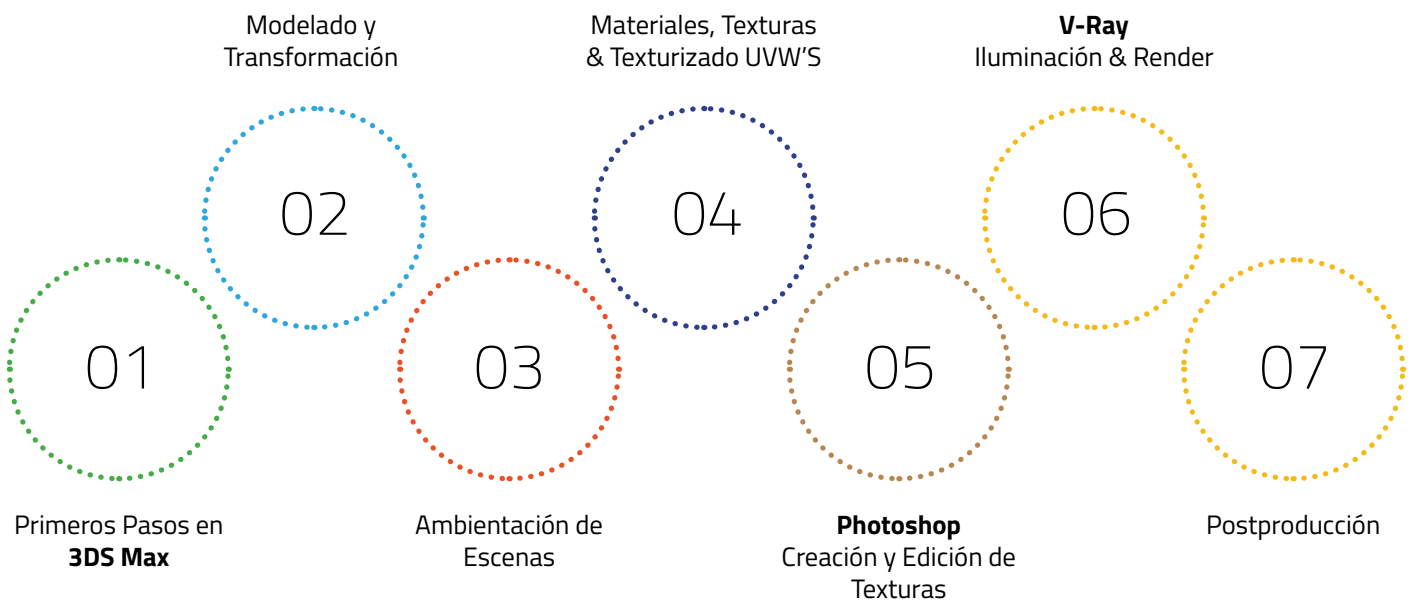 01
Primeros Pasos en
3DS Max
02
Modelado y
Transformación
03
Ambientación de
Escenas
04
Materiales, Texturas
& Texturizado UVW’S
05
Photoshop
Creación y Edición de
Texturas
06
V-Ray
Iluminación & Render
07
Postproducción